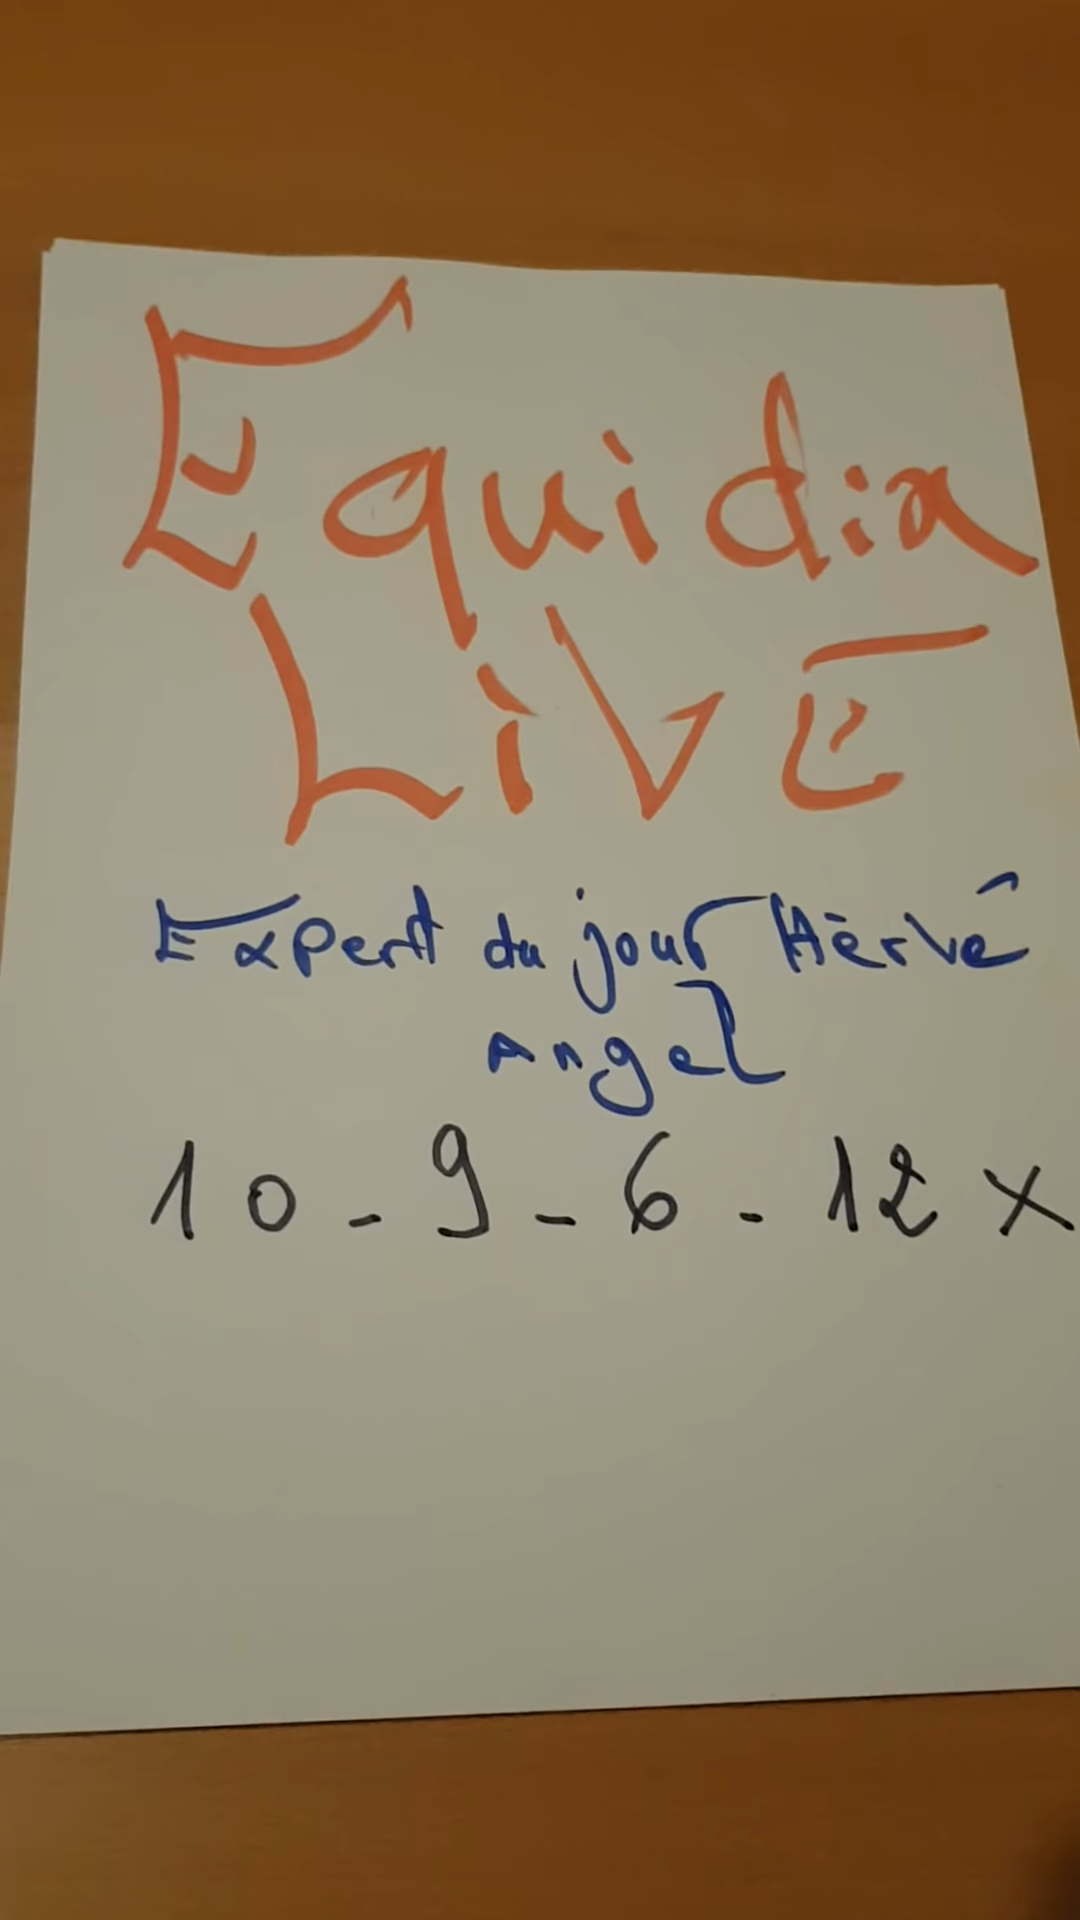 Equidia
LiVE
Expert du jour Hervé
Angel
10 - 9 - 6 - 12 X